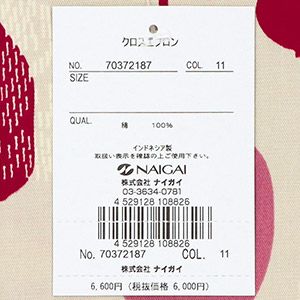 クロスエプロン
NO. 70372187 COL. 11
SIZE
QUAL. 綿 100%
インドネシア製
取扱い表示を確認の上ご使用下さい。
NAIGAI
株式会社 ナイガイ
03-3634-0781
4 529128 108826
4 529128 108826
No. 70372187 COL. 11
株式会社 ナイガイ
6,600円 (税抜価格 6,000円)